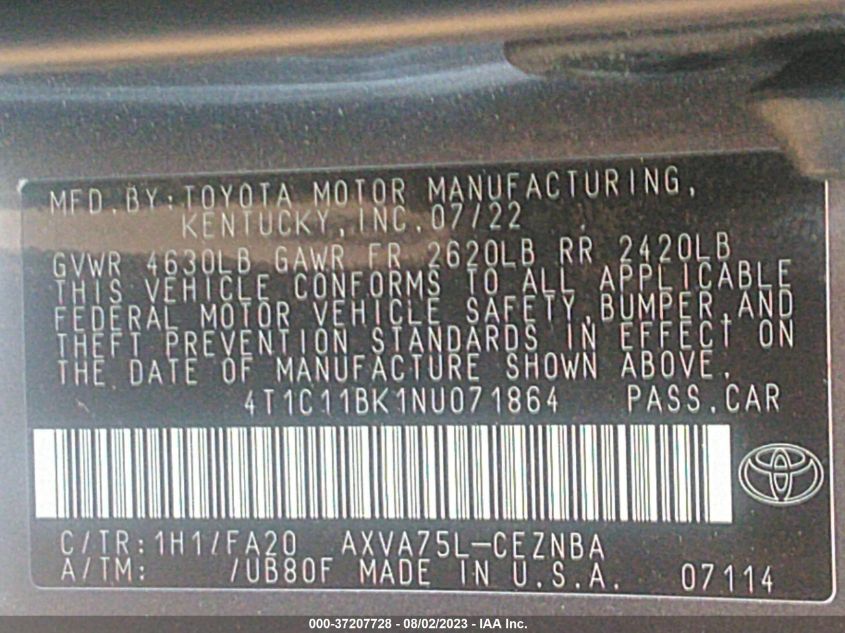 MFD. BY: TOYOTA MOTOR MANUFACTURING,
KENTUCKY, INC. 07/22
GVWR 4630LB GAWR FR 2620LB RR 2420LB
THIS VEHICLE CONFORMS TO ALL APPLICABLE
FEDERAL MOTOR VEHICLE SAFETY, BUMPER, AND
THEFT PREVENTION STANDARDS IN EFFECT ON
THE DATE OF MANUFACTURE SHOWN ABOVE.
4T1C11BK1NU071864 PASS. CAR
C/TR: 1H1/FA20 AXVA75L-CEZNBA
A/TM: /UB80F MADE IN U.S.A. 07114
000-37207728 - 08/02/2023 - IAA Inc.